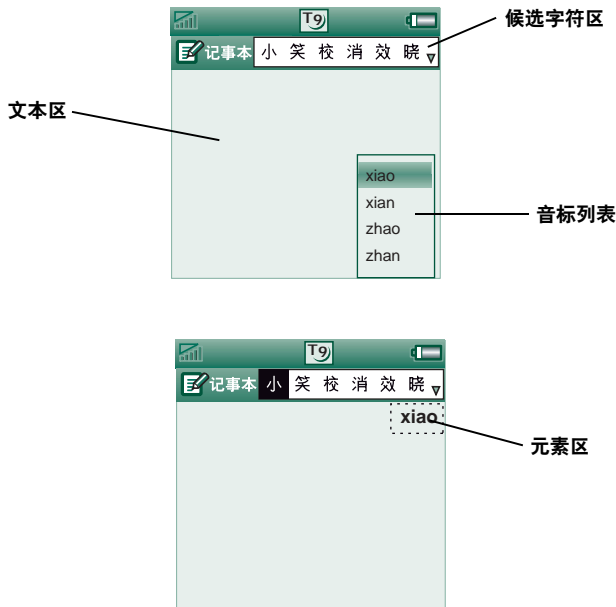 T9
候选字符区
记事本 小 笑 校 消 效 晓
文本区
xiao
xian
zhao
音标列表
zhan
T9
记事本 小 笑 校 消 效 晓
xiao
元素区